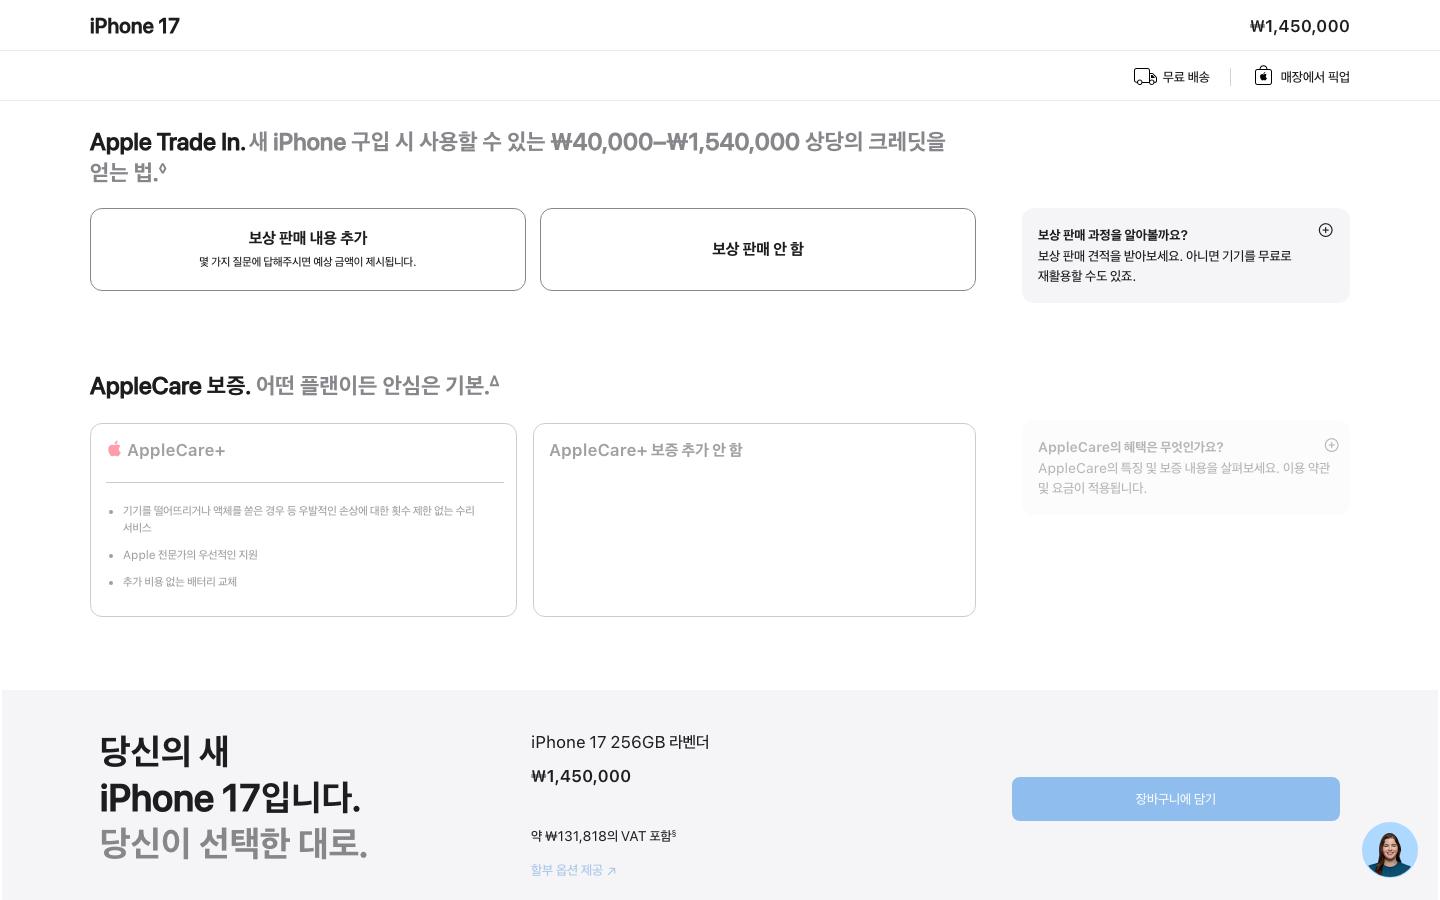 iPhone 17
₩1,450,000
무료 배송
매장에서 픽업
Apple Trade In. 새 iPhone 구입 시 사용할 수 있는 ₩40,000–₩1,540,000 상당의 크레딧을
얻는 법.◊
보상 판매 내용 추가
몇 가지 질문에 답해주시면 예상 금액이 제시됩니다.
보상 판매 안 함
보상 판매 과정을 알아볼까요?
보상 판매 견적을 받아보세요. 아니면 기기를 무료로
재활용할 수도 있죠.
AppleCare 보증. 어떤 플랜이든 안심은 기본.∆
AppleCare+
기기를 떨어뜨리거나 액체를 쏟은 경우 등 우발적인 손상에 대한 횟수 제한 없는 수리
서비스
Apple 전문가의 우선적인 지원
추가 비용 없는 배터리 교체
AppleCare+ 보증 추가 안 함
AppleCare의 혜택은 무엇인가요?
AppleCare의 특징 및 보증 내용을 살펴보세요. 이용 약관
및 요금이 적용됩니다.
당신의 새
iPhone 17입니다.
당신이 선택한 대로.
iPhone 17 256GB 라벤더
₩1,450,000
약 ₩131,818의 VAT 포함§
할부 옵션 제공 ↗
장바구니에 담기